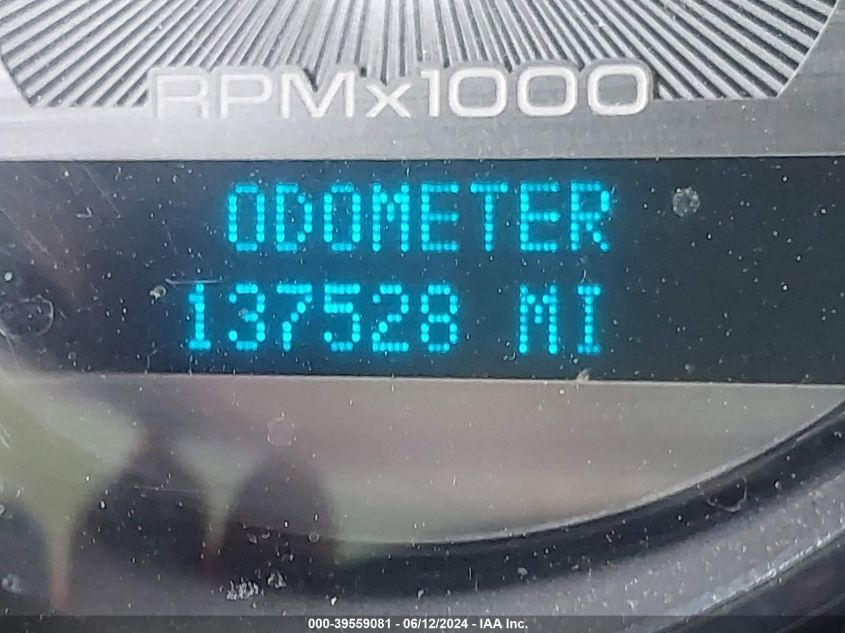 RPMx1000
ODOMETER
137528 MI
000-39559081 - 06/12/2024 - IAA Inc.